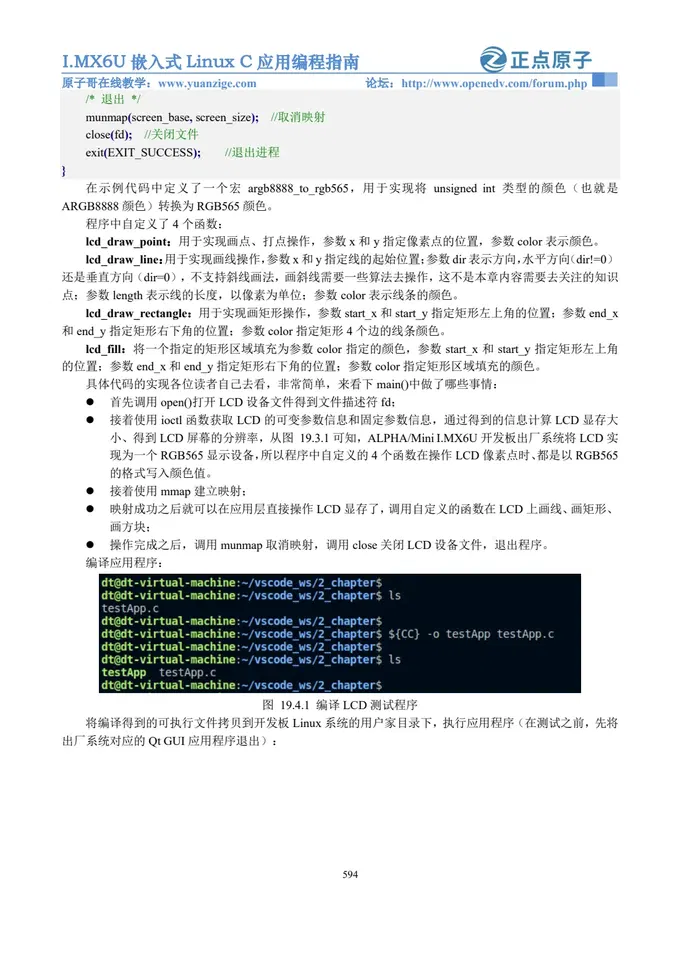 I.MX6U 嵌入式 Linux C 应用编程指南
正点原子
原子哥在线教学：www.yuanzige.com
论坛：http://www.openedv.com/forum.php
/* 退出 */
munmap(screen_base, screen_size); //取消映射
close(fd); //关闭文件
exit(EXIT_SUCCESS); //退出进程
}
在示例代码中定义了一个宏 argb8888_to_rgb565，用于实现将 unsigned int 类型的颜色（也就是
ARGB8888 颜色）转换为 RGB565 颜色。
程序中自定义了 4 个函数：
lcd_draw_point：用于实现画点、打点操作，参数 x 和 y 指定像素点的位置，参数 color 表示颜色。
lcd_draw_line：用于实现画线操作，参数 x 和 y 指定线的起始位置；参数 dir 表示方向，水平方向（dir!=0）
还是垂直方向（dir=0），不支持斜线画法，画斜线需要一些算法去操作，这不是本章内容需要去关注的知识
点；参数 length 表示线的长度，以像素为单位；参数 color 表示线条的颜色。
lcd_draw_rectangle：用于实现画矩形操作，参数 start_x 和 start_y 指定矩形左上角的位置；参数 end_x
和 end_y 指定矩形右下角的位置；参数 color 指定矩形 4 个边的线条颜色。
lcd_fill：将一个指定的矩形区域填充为参数 color 指定的颜色，参数 start_x 和 start_y 指定矩形左上角
的位置；参数 end_x 和 end_y 指定矩形右下角的位置；参数 color 指定矩形区域填充的颜色。
具体代码的实现各位读者自己去看，非常简单，来看下 main()中做了哪些事情：
● 首先调用 open()打开 LCD 设备文件得到文件描述符 fd；
● 接着使用 ioctl 函数获取 LCD 的可变参数信息和固定参数信息，通过得到的信息计算 LCD 显存大
小、得到 LCD 屏幕的分辨率，从图 19.3.1 可知，ALPHA/Mini I.MX6U 开发板出厂系统将 LCD 实
现为一个 RGB565 显示设备，所以程序中自定义的 4 个函数在操作 LCD 像素点时、都是以 RGB565
的格式写入颜色值。
● 接着使用 mmap 建立映射；
● 映射成功之后就可以在应用层直接操作 LCD 显存了，调用自定义的函数在 LCD 上画线、画矩形、
画方块；
● 操作完成之后，调用 munmap 取消映射，调用 close 关闭 LCD 设备文件，退出程序。
编译应用程序：
dt@dt-virtual-machine:~/vscode_ws/2_chapter$
dt@dt-virtual-machine:~/vscode_ws/2_chapter$ ls
testApp.c
dt@dt-virtual-machine:~/vscode_ws/2_chapter$
dt@dt-virtual-machine:~/vscode_ws/2_chapter$ ${CC} -o testApp testApp.c
dt@dt-virtual-machine:~/vscode_ws/2_chapter$
dt@dt-virtual-machine:~/vscode_ws/2_chapter$ ls
testApp testApp.c
dt@dt-virtual-machine:~/vscode_ws/2_chapter$
图 19.4.1 编译 LCD 测试程序
将编译得到的可执行文件拷贝到开发板 Linux 系统的用户家目录下，执行应用程序（在测试之前，先将
出厂系统对应的 Qt GUI 应用程序退出）：
594